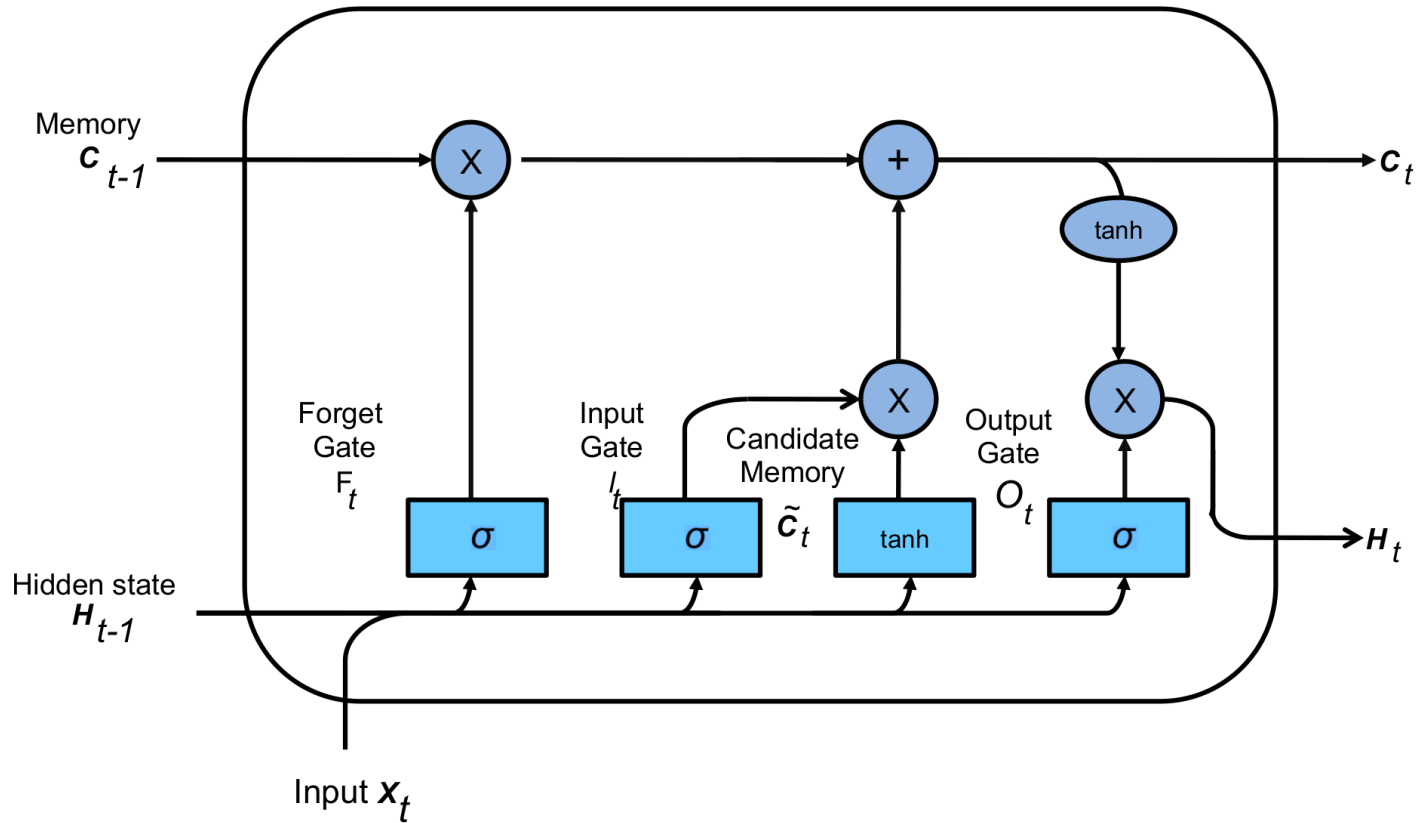 Memory
C t-1
X
+
C t
tanh
Forget
Gate
F t
Input
Gate
I t
X
Candidate
Memory
C̃ t
Output
Gate
O t
X
σ
σ
tanh
σ
H t
Hidden state
H t-1
Input X t